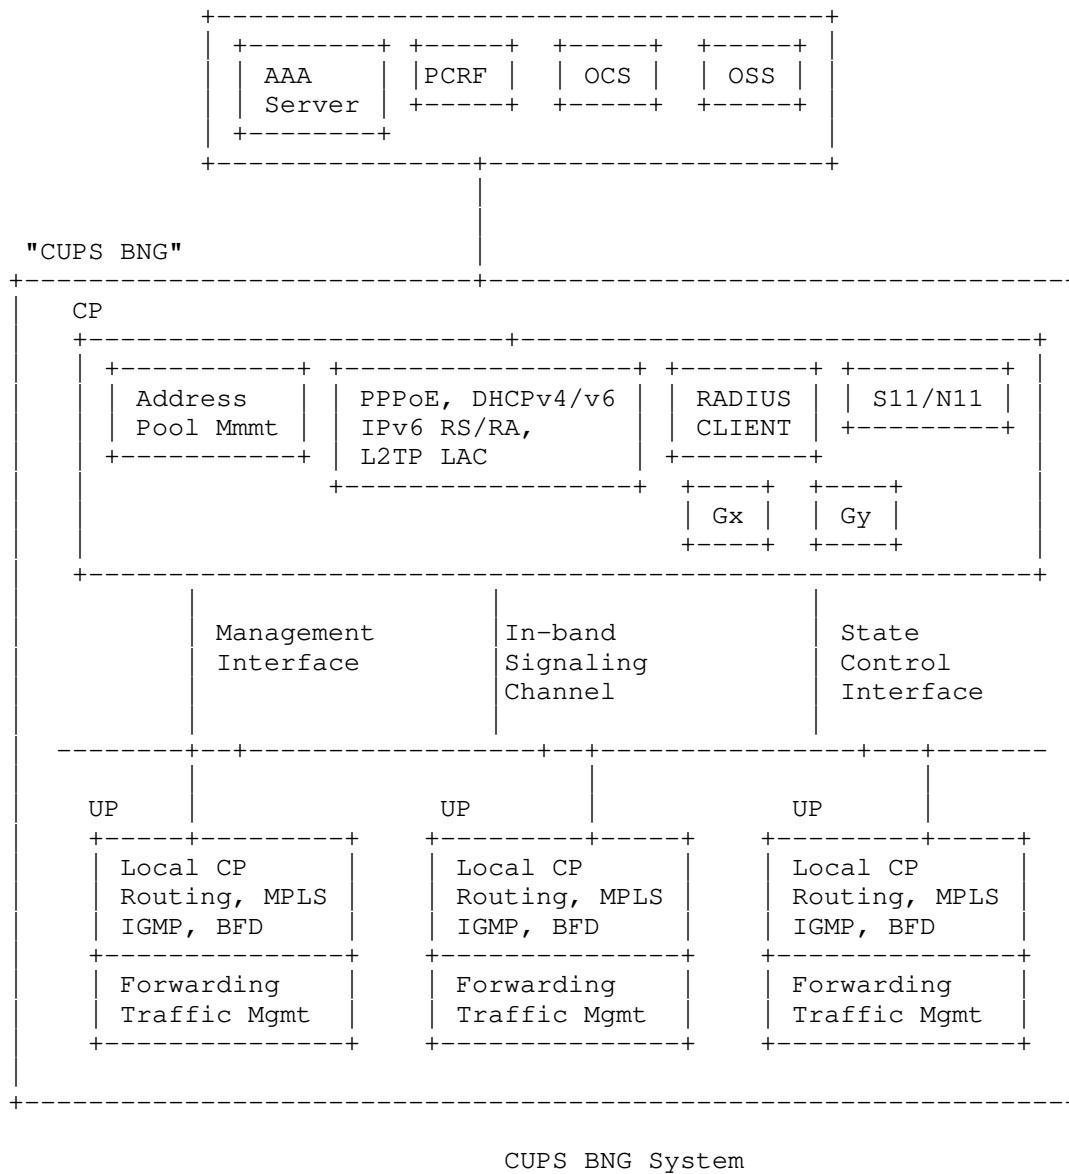 AAA PCRF OCS OSS
Server
"CUPS BNG"
CP
Address PPPoE, DHCPv4/v6 RADIUS S11/N11
Pool Mmmt IPv6 RS/RA, CLIENT
L2TP LAC
Gx Gy
Management In-band State
Interface Signaling Control
Channel Interface
UP UP UP
Local CP Local CP Local CP
Routing, MPLS Routing, MPLS Routing, MPLS
IGMP, BFD IGMP, BFD IGMP, BFD
Forwarding Forwarding Forwarding
Traffic Mgmt Traffic Mgmt Traffic Mgmt
CUPS BNG System